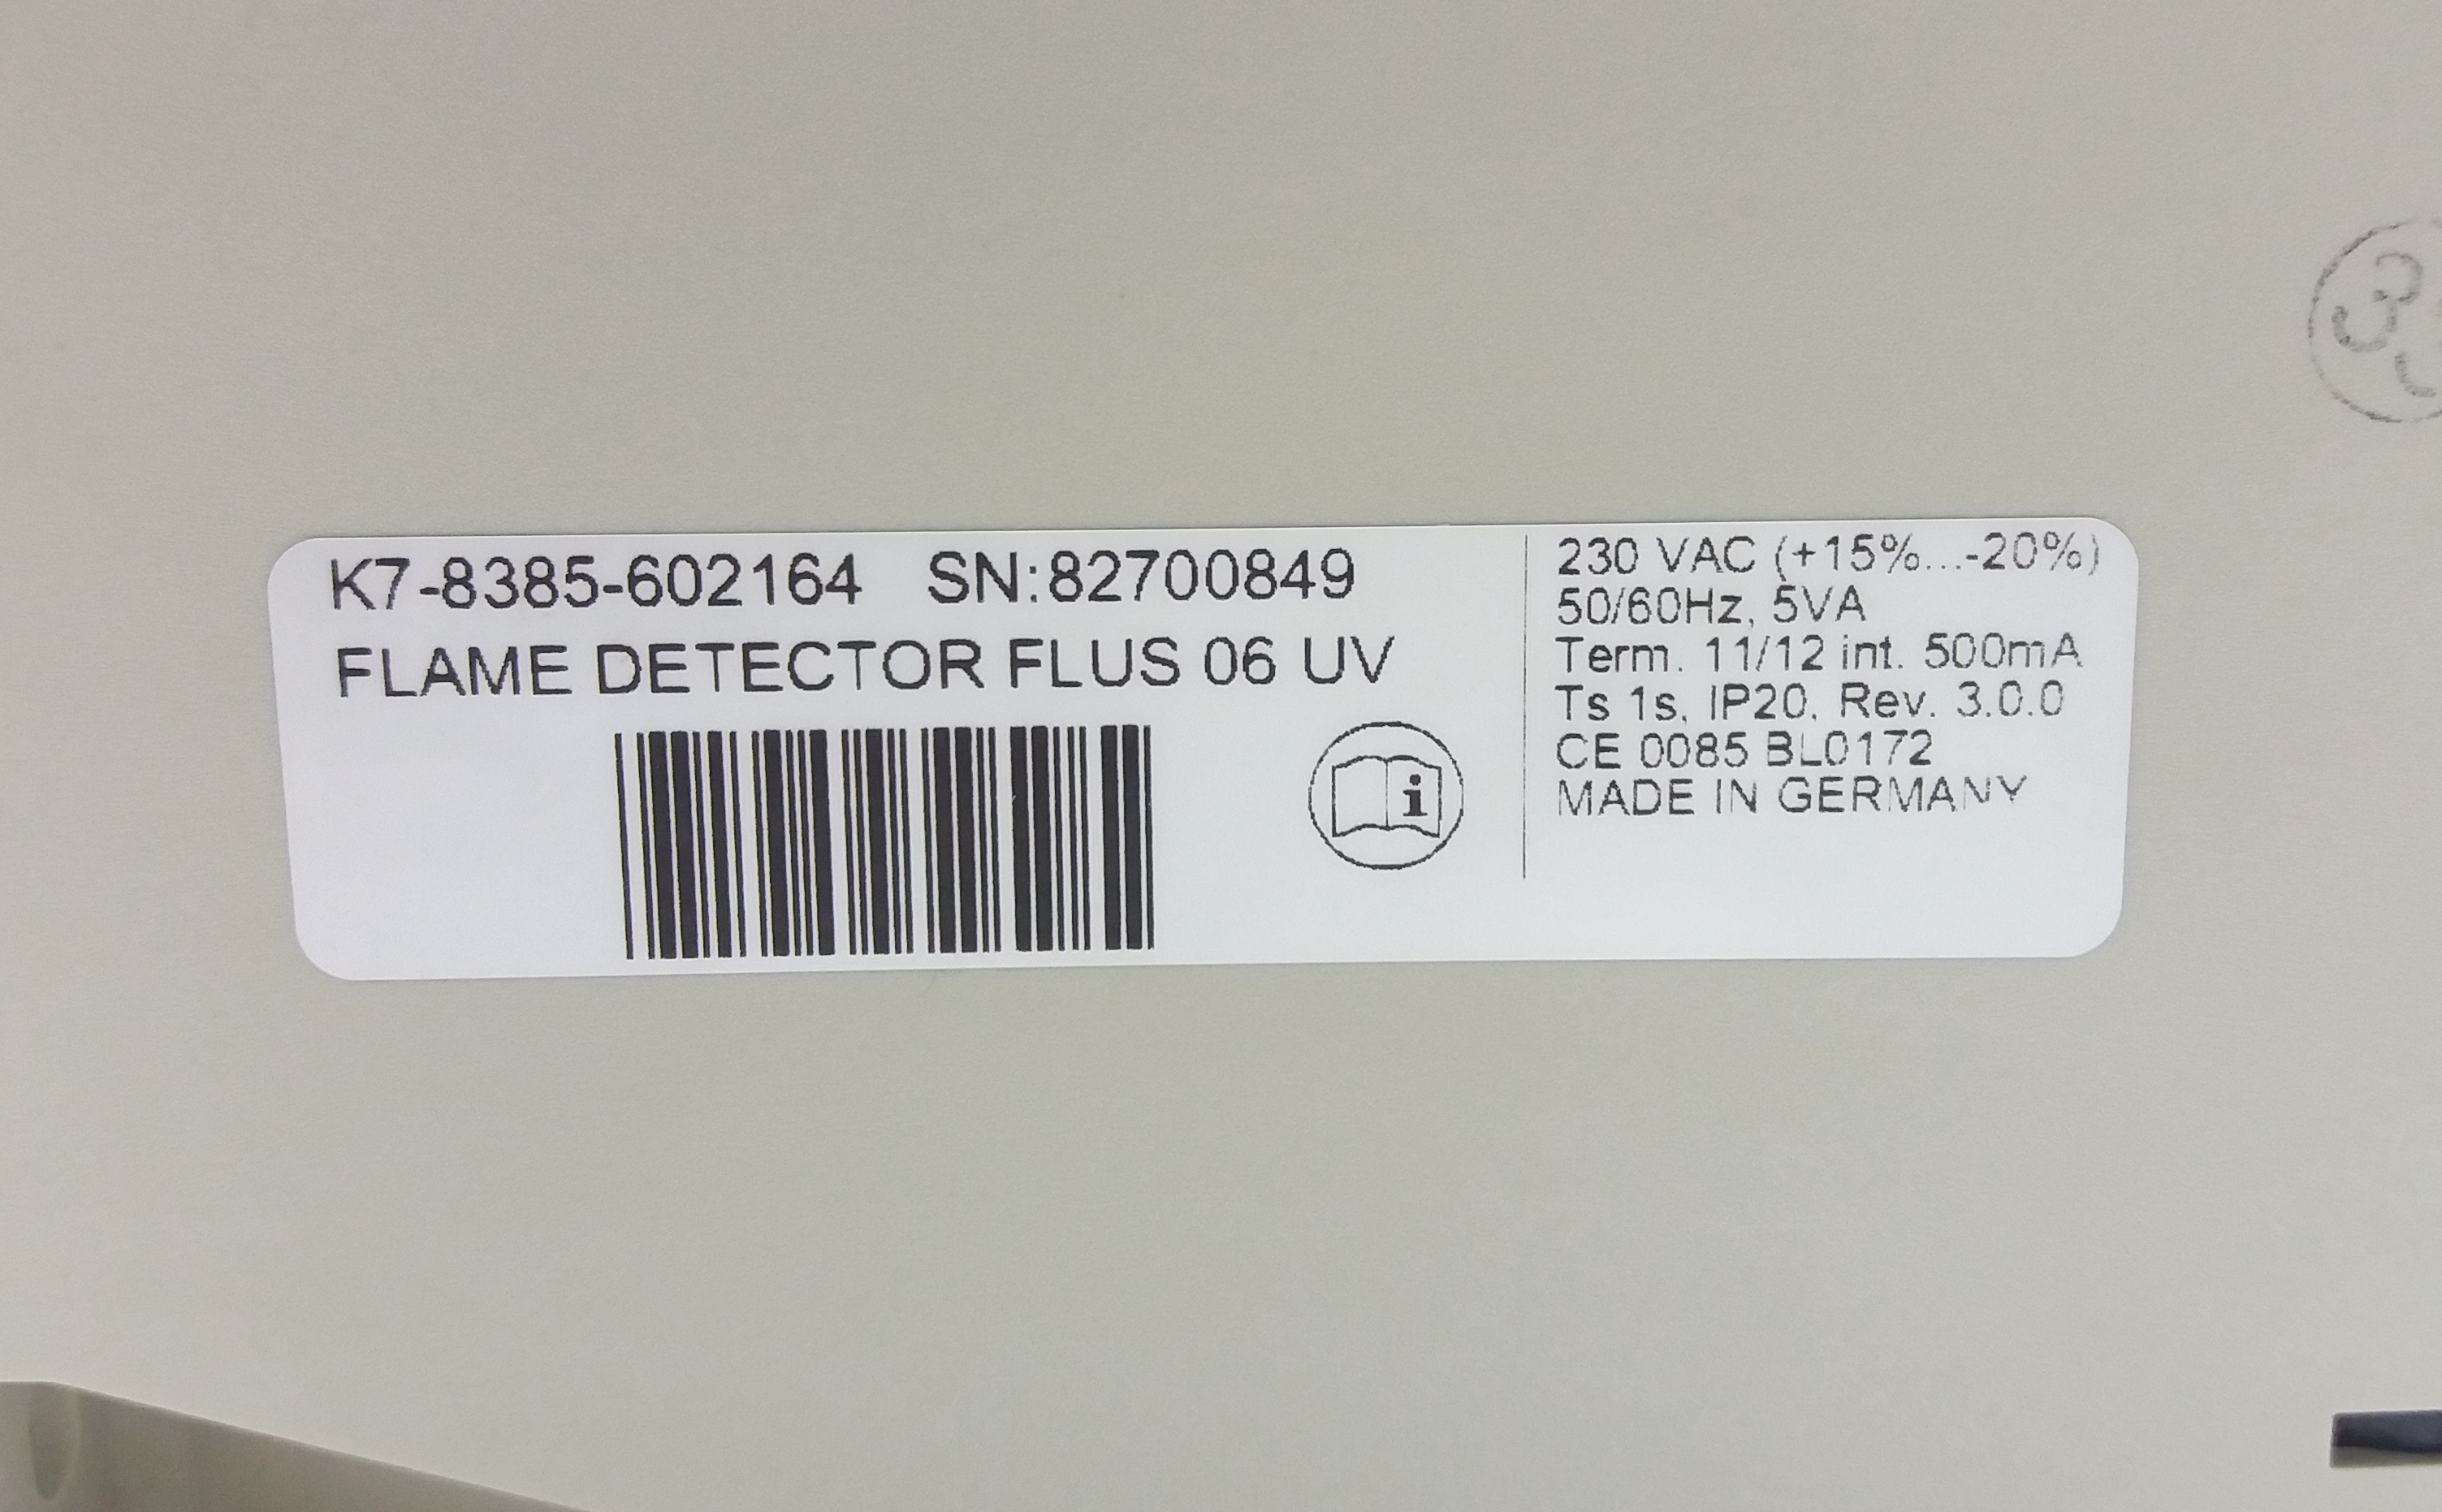 K7-8385-602164 SN:82700849
FLAME DETECTOR FLUS 06 UV
i
230 VAC (+15%...-20%)
50/60Hz, 5VA
Term. 11/12 int. 500mA
Ts 1s, IP20, Rev. 3.0.0
CE 0085 BL0172
MADE IN GERMANY